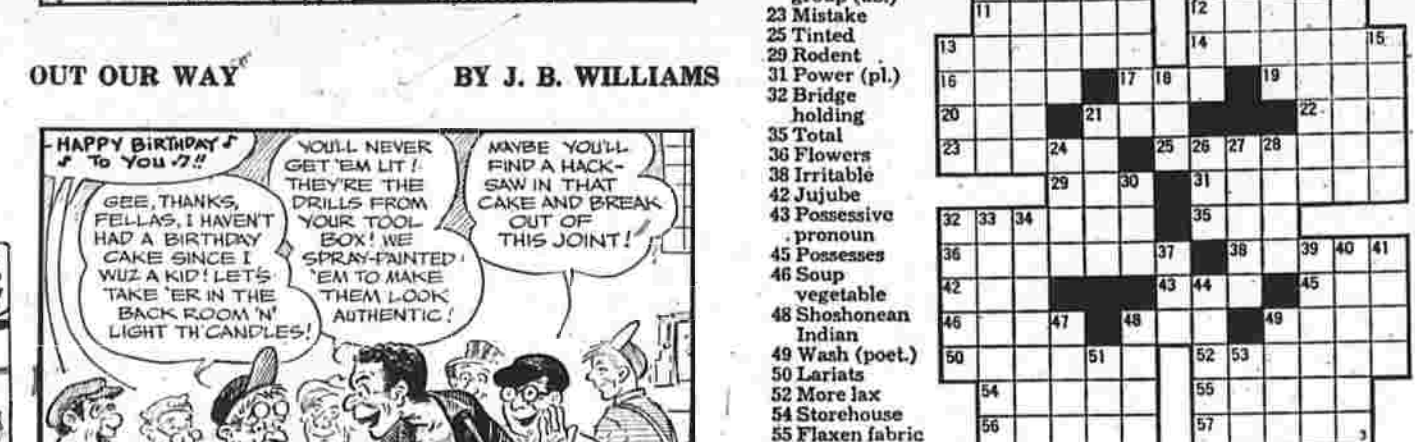 OUT OUR WAY
BY J. B. WILLIAMS
HAPPY BIRTHDAY ♪
♪ TO YOU ♪!!
GEE, THANKS,
FELLAS, I HAVEN'T
HAD A BIRTHDAY
CAKE SINCE I
WUZ A KID! LET'S
TAKE 'ER IN THE
BACK ROOM 'N'
LIGHT TH' CANDLES!
YOU'LL NEVER
GET 'EM LIT!
THEY'RE THE
DRILLS FROM
YOUR TOOL
BOX! WE
SPRAY-PAINTED
'EM TO MAKE
THEM LOOK
AUTHENTIC!
MAYBE YOU'LL
FIND A HACK-
SAW IN THAT
CAKE AND BREAK
OUT OF
THIS JOINT!
23 Mistake
25 Tinted
29 Rodent
31 Power (pl.)
32 Bridge
holding
35 Total
36 Flowers
38 Irritable
42 Jujube
43 Possessive
pronoun
45 Possesses
46 Soup
vegetable
48 Shoshonean
Indian
49 Wash (poet.)
50 Lariats
52 More lax
54 Storehouse
55 Flaxen fabric
11 12
13 14 15
16 17 18 19
20 21 22
23 24 25 26 27 28
29 30 31
32 33 34 35
36 37 38 39 40 41
42 43 44 45
46 47 48 49
50 51 52 53
54 55
56 57
3